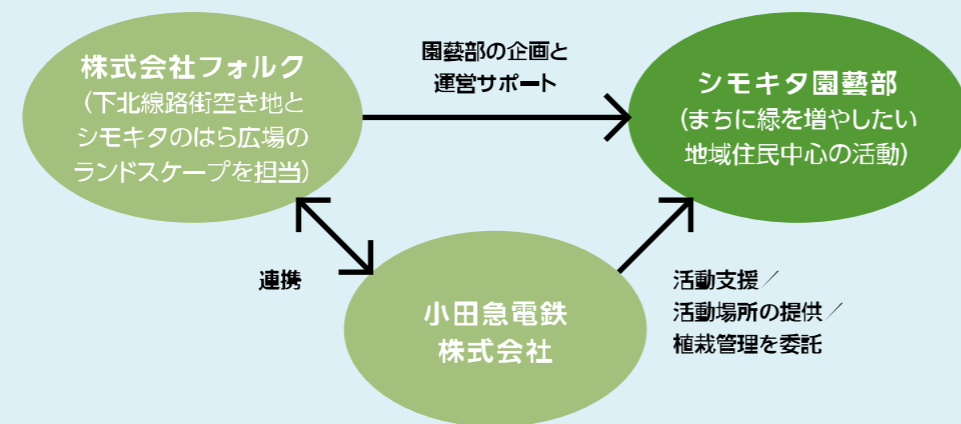 株式会社フォルク
(下北線路街空き地と
シモキタのはら広場の
ランドスケープを担当)
園藝部の企画と
運営サポート
シモキタ園藝部
(まちに緑を増やしたい
地域住民中心の活動)
連携
小田急電鉄
株式会社
活動支援／
活動場所の提供／
植栽管理を委託